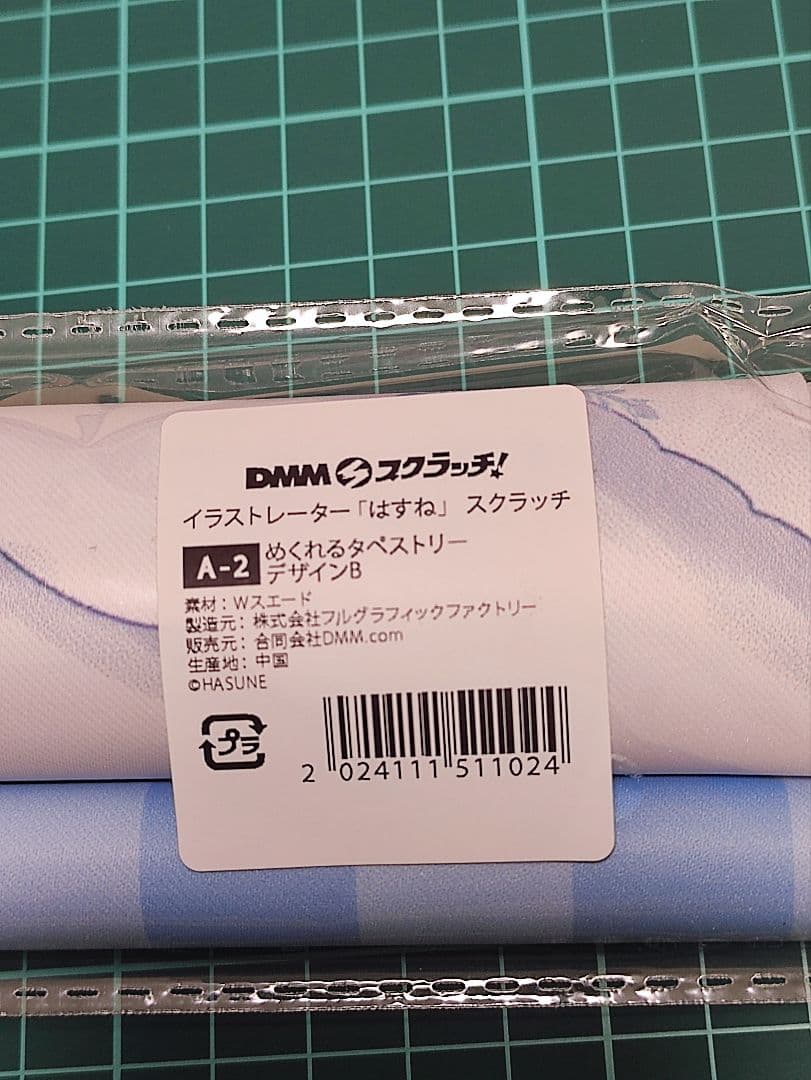 DMMスクラッチ!
イラストレーター「はすね」 スクラッチ
A-2 めくれるタペストリー
デザインB
素材：Wスエード
製造元：株式会社フルグラフィックファクトリー
販売元：合同会社DMM.com
生産地：中国
©HASUNE
プラ
2 024111 511024